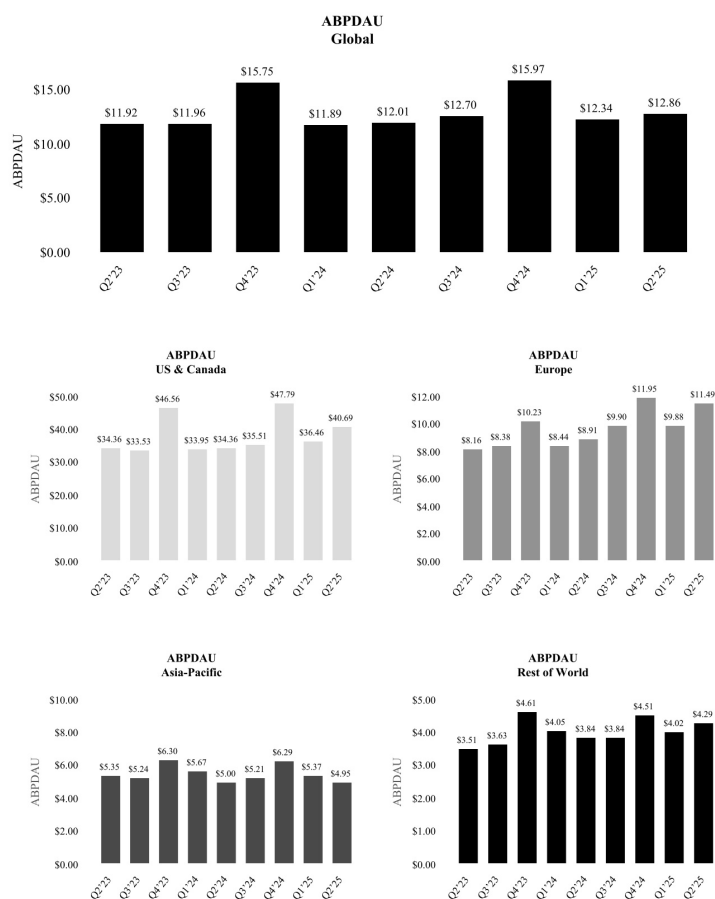 ABPDAU
Global
ABPDAU
$15.00
$10.00
$5.00
$0.00
$11.92
$11.96
$15.75
$11.89
$12.01
$12.70
$15.97
$12.34
$12.86
Q2'23
Q3'23
Q4'23
Q1'24
Q2'24
Q3'24
Q4'24
Q1'25
Q2'25
ABPDAU
US & Canada
ABPDAU
$50.00
$40.00
$30.00
$20.00
$10.00
$0.00
$34.36
$33.53
$46.56
$33.95
$34.36
$35.51
$47.79
$36.46
$40.69
Q2'23
Q3'23
Q4'23
Q1'24
Q2'24
Q3'24
Q4'24
Q1'25
Q2'25
ABPDAU
Europe
ABPDAU
$12.00
$10.00
$8.00
$6.00
$4.00
$2.00
$0.00
$8.16
$8.38
$10.23
$8.44
$8.91
$9.90
$11.95
$9.88
$11.49
Q2'23
Q3'23
Q4'23
Q1'24
Q2'24
Q3'24
Q4'24
Q1'25
Q2'25
ABPDAU
Asia-Pacific
ABPDAU
$10.00
$8.00
$6.00
$4.00
$2.00
$0.00
$5.35
$5.24
$6.30
$5.67
$5.00
$5.21
$6.29
$5.37
$4.95
Q2'23
Q3'23
Q4'23
Q1'24
Q2'24
Q3'24
Q4'24
Q1'25
Q2'25
ABPDAU
Rest of World
ABPDAU
$5.00
$4.00
$3.00
$2.00
$1.00
$0.00
$3.51
$3.63
$4.61
$4.05
$3.84
$3.84
$4.51
$4.02
$4.29
Q2'23
Q3'23
Q4'23
Q1'24
Q2'24
Q3'24
Q4'24
Q1'25
Q2'25